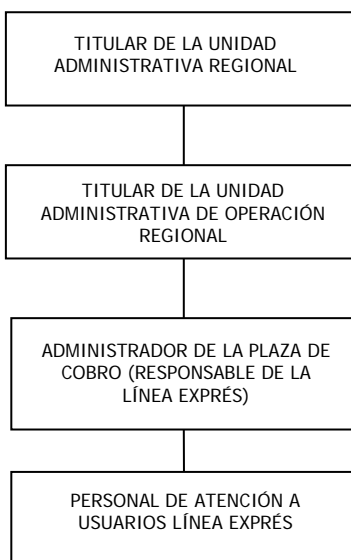 TITULAR DE LA UNIDAD
ADMINISTRATIVA REGIONAL
TITULAR DE LA UNIDAD
ADMINISTRATIVA DE OPERACIÓN
REGIONAL
ADMINISTRADOR DE LA PLAZA DE
COBRO (RESPONSABLE DE LA
LÍNEA EXPRÉS)
PERSONAL DE ATENCIÓN A
USUARIOS LÍNEA EXPRÉS